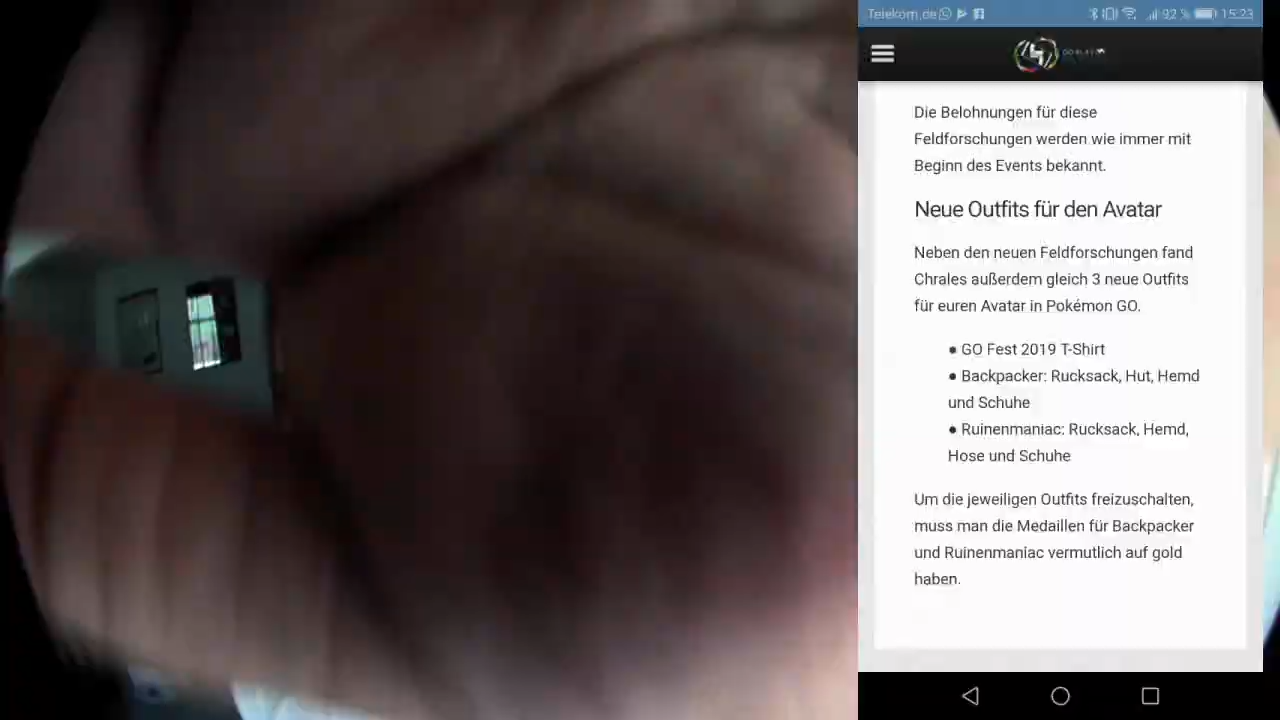 Telekom.de 92 % 15:23
Die Belohnungen für diese
Feldforschungen werden wie immer mit
Beginn des Events bekannt.
Neue Outfits für den Avatar
Neben den neuen Feldforschungen fand
Chrales außerdem gleich 3 neue Outfits
für euren Avatar in Pokémon GO.
● GO Fest 2019 T-Shirt
● Backpacker: Rucksack, Hut, Hemd
und Schuhe
● Ruinenmaniac: Rucksack, Hemd,
Hose und Schuhe
Um die jeweiligen Outfits freizuschalten,
muss man die Medaillen für Backpacker
und Ruinenmaniac vermutlich auf gold
haben.